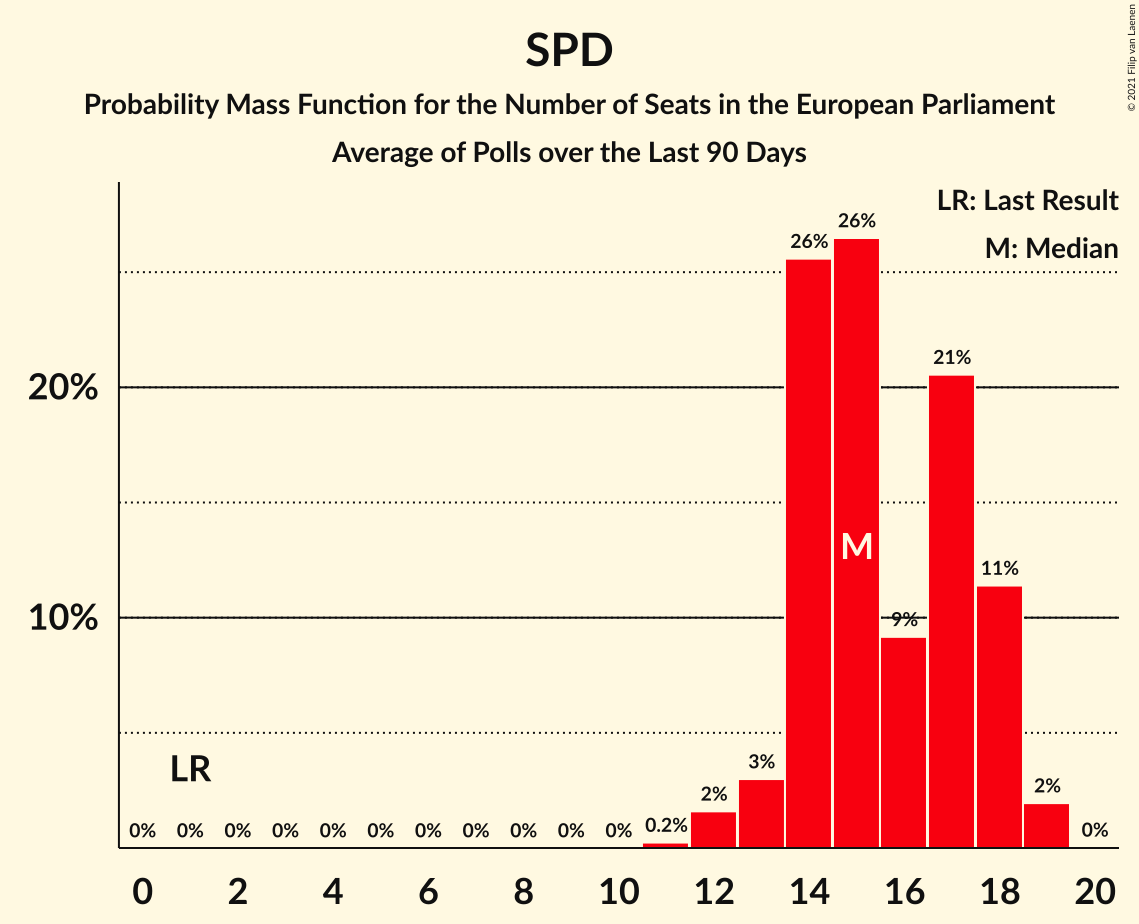 SPD
Probability Mass Function for the Number of Seats in the European Parliament
Average of Polls over the Last 90 Days
© 2021 Filip van Laenen
LR: Last Result
M: Median
20%
10%
0% 0% 0% 0% 0% 0% 0% 0% 0% 0% 0% 0.2% 2% 3% 26% 26% 9% 21% 11% 2% 0%
LR
M
0 2 4 6 8 10 12 14 16 18 20